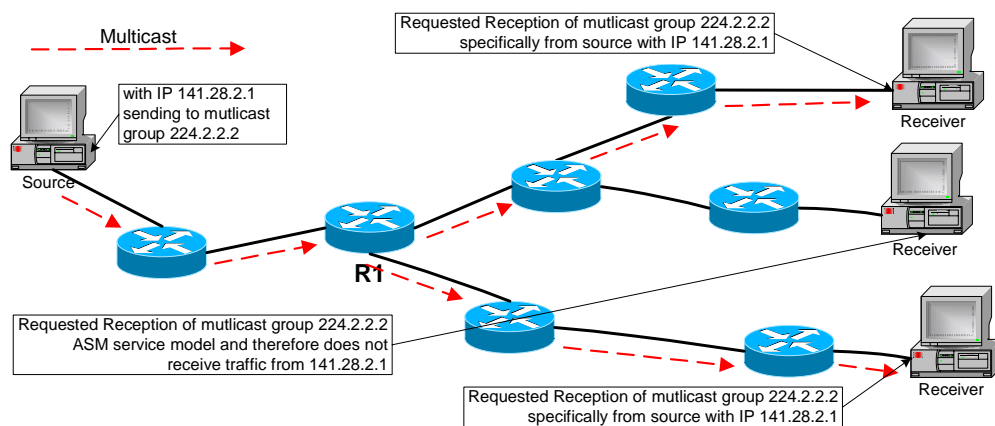 Multicast
Requested Reception of mutlicast group 224.2.2.2
specifically from source with IP 141.28.2.1
with IP 141.28.2.1
sending to mutlicast
group 224.2.2.2
Source
Receiver
R1
Receiver
Requested Reception of mutlicast group 224.2.2.2
ASM service model and therefore does not
receive traffic from 141.28.2.1
Requested Reception of mutlicast group 224.2.2.2
specifically from source with IP 141.28.2.1
Receiver